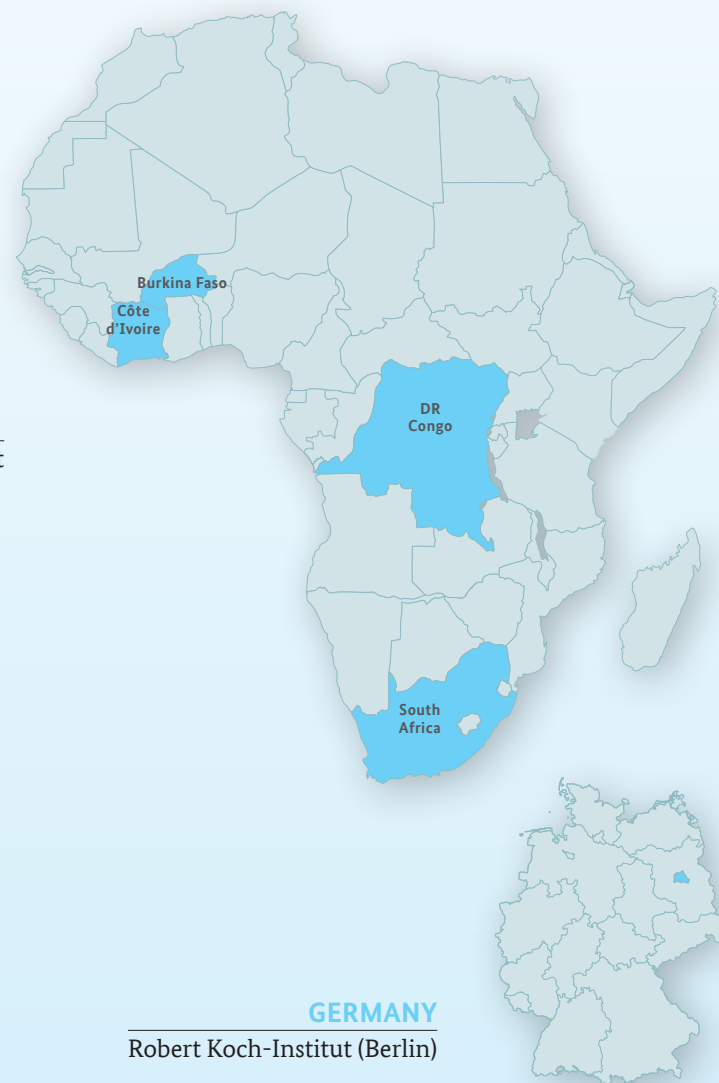 Burkina Faso
Côte
d'Ivoire
DR
Congo
South
Africa
GERMANY
Robert Koch-Institut (Berlin)